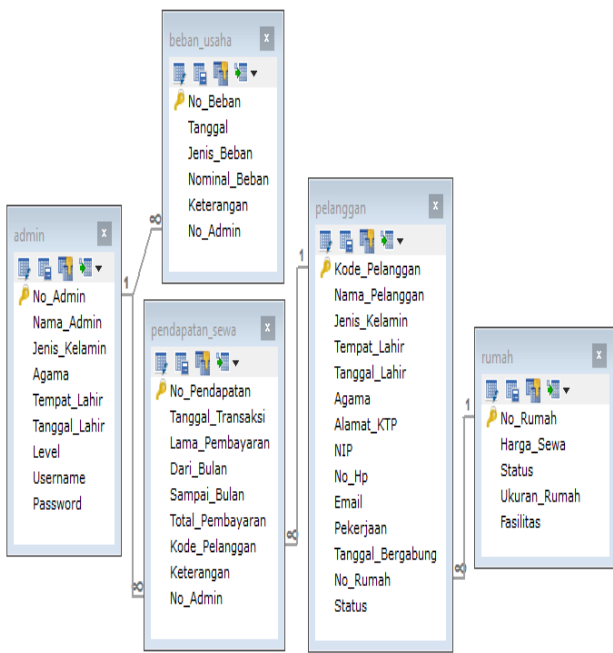 beban_usaha
x
No_Beban
Tanggal
Jenis_Beban
Nominal_Beban
Keterangan
No_Admin
admin
x
No_Admin
Nama_Admin
Jenis_Kelamin
Agama
Tempat_Lahir
Tanggal_Lahir
Level
Username
Password
1
∞
∞
pendapatan_sewa
x
No_Pendapatan
Tanggal_Transaksi
Lama_Pembayaran
Dari_Bulan
Sampai_Bulan
Total_Pembayaran
Kode_Pelanggan
Keterangan
No_Admin
∞
1
pelanggan
x
Kode_Pelanggan
Nama_Pelanggan
Jenis_Kelamin
Tempat_Lahir
Tanggal_Lahir
Agama
Alamat_KTP
NIP
No_Hp
Email
Pekerjaan
Tanggal_Bergabung
No_Rumah
Status
∞
1
rumah
x
No_Rumah
Harga_Sewa
Status
Ukuran_Rumah
Fasilitas